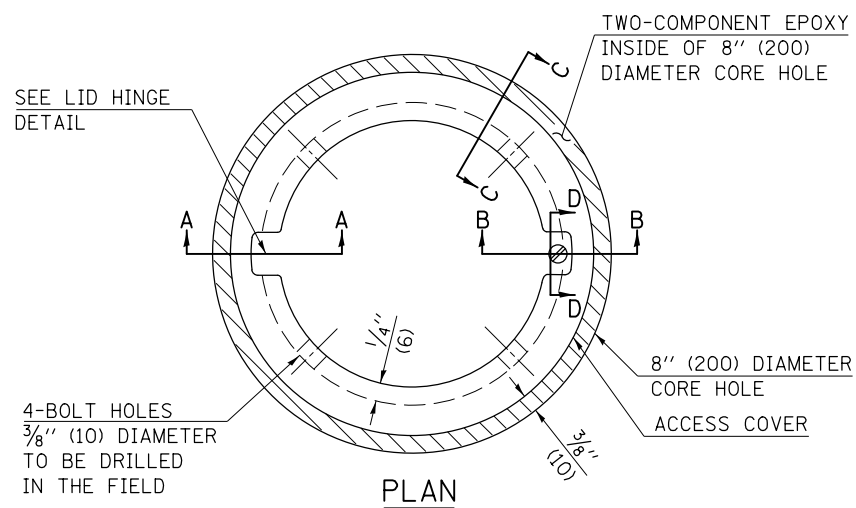 TWO-COMPONENT EPOXY
INSIDE OF 8" (200)
DIAMETER CORE HOLE
SEE LID HINGE
DETAIL
C
C
A
A
B
D
B
D
1/4"
(6)
8" (200) DIAMETER
CORE HOLE
ACCESS COVER
4-BOLT HOLES
3/8" (10) DIAMETER
TO BE DRILLED
IN THE FIELD
3/8"
(10)
PLAN